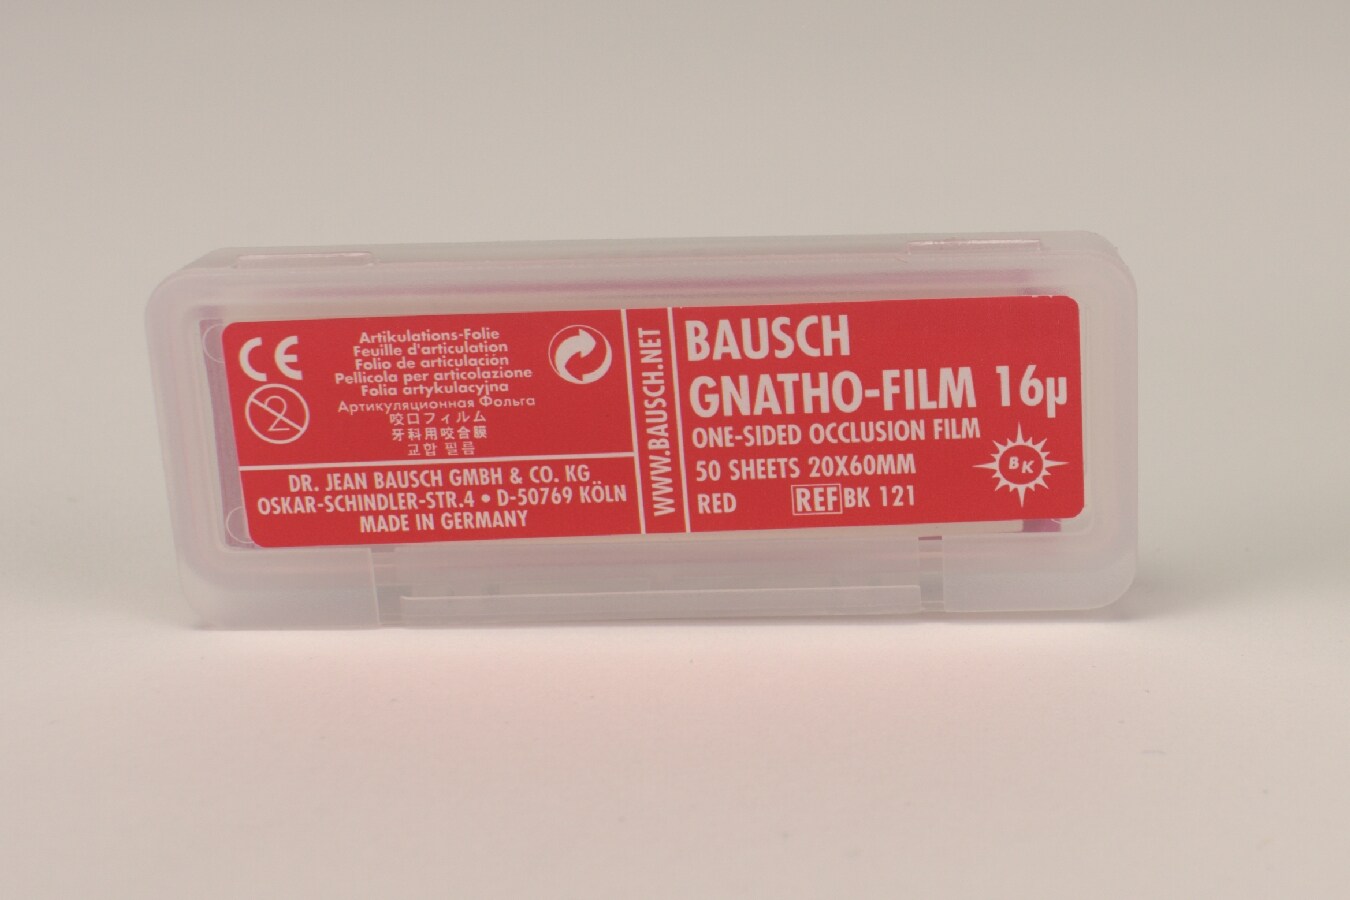 CE
2
Artikulations-Folie
Feuille d'articulation
Folio de articulación
Pellicola per articolazione
Folia artykulacyjna
Артикуляционная Фольга
咬口フィルム
牙科用咬合膜
교합 필름
DR. JEAN BAUSCH GMBH & CO. KG
OSKAR-SCHINDLER-STR.4 • D-50769 KÖLN
MADE IN GERMANY
WWW.BAUSCH.NET
BAUSCH
GNATHO-FILM 16µ
ONE-SIDED OCCLUSION FILM
50 SHEETS 20X60MM
RED REF BK 121
BK